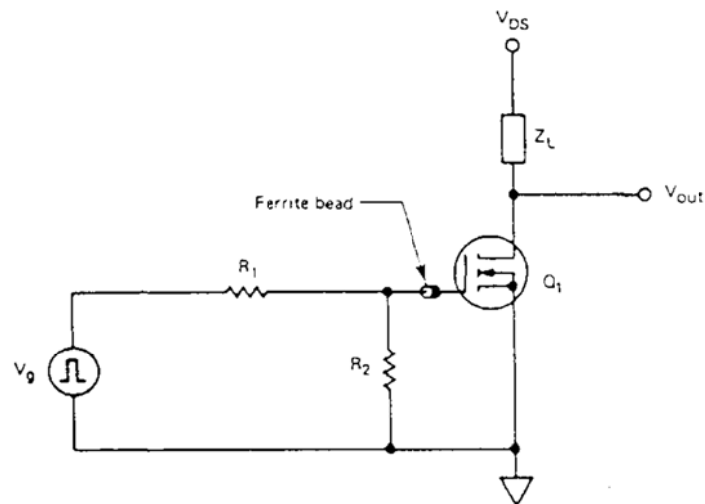 V_DS
Z_L
V_out
Ferrite bead
R_1
Q_1
R_2
V_g